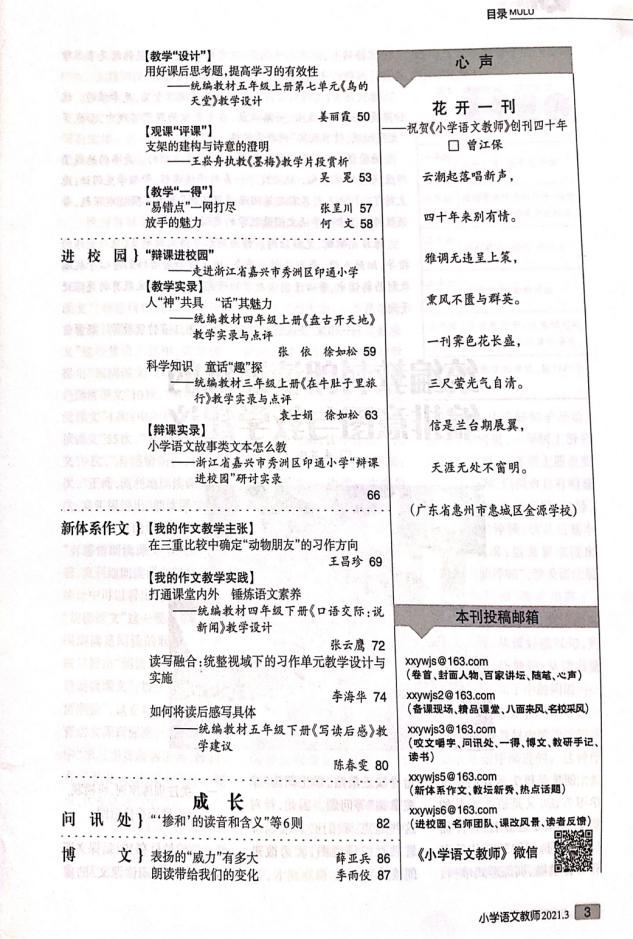 目录 MULU
【教学“设计”】
用好课后思考题,提高学习的有效性
——统编教材五年级上册第七单元《鸟的
天堂》教学设计
姜丽霞 50
【观课“评课”】
支架的建构与诗意的澄明
——王崧舟执教《墨梅》教学片段赏析
吴 冕 53
【教学“一得”】
“易错点”一网打尽 张呈川 57
放手的魅力 何 文 58
进校园}“辩课进校园”
——走进浙江省嘉兴市秀洲区印通小学
【教学实录】
人“神”共具 “话”其魅力
——统编教材四年级上册《盘古开天地》
教学实录与点评
张 依 徐如松 59
科学知识 童话“趣”探
——统编教材三年级上册《在牛肚子里旅
行》教学实录与点评
袁士娟 徐如松 63
【辩课实录】
小学语文故事类文本怎么教
——浙江省嘉兴市秀洲区印通小学“辩课
进校园”研讨实录
66
新体系作文}【我的作文教学主张】
在三重比较中确定“动物朋友”的习作方向
王昌珍 69
【我的作文教学实践】
打通课堂内外 锤炼语文素养
——统编教材四年级下册《口语交际:说
新闻》教学设计
张云鹰 72
读写融合:统整视域下的习作单元教学设计与
实施
李海华 74
如何将读后感写具体
——统编教材五年级下册《写读后感》教
学建议
陈春雯 80
成 长
问讯处}“‘掺和’的读音和含义”等6则 82
博 文}表扬的“威力”有多大 薛亚兵 86
朗读带给我们的变化 季雨佼 87
心 声
花开一刊
——祝贺《小学语文教师》创刊四十年
□ 曾江保
云潮起落唱新声,
四十年来别有情。
雅调无违呈上策,
熏风不匮与群英。
一刊霁色花长盛,
三尺萤光气自清。
信是兰台期展翼,
天涯无处不窗明。
(广东省惠州市惠城区金源学校)
本刊投稿邮箱
xxywjs@163.com
(卷首、封面人物、百家讲坛、随笔、心声)
xxywjs2@163.com
(备课现场、精品课堂、八面来风、名校采风)
xxywjs3@163.com
(咬文嚼字、问讯处、一得、博文、教研手记、
读书)
xxywjs5@163.com
(新体系作文、教坛新秀、热点话题)
xxywjs6@163.com
(进校园、名师团队、课改风景、读者反馈)
《小学语文教师》微信
小学语文教师2021.3 3